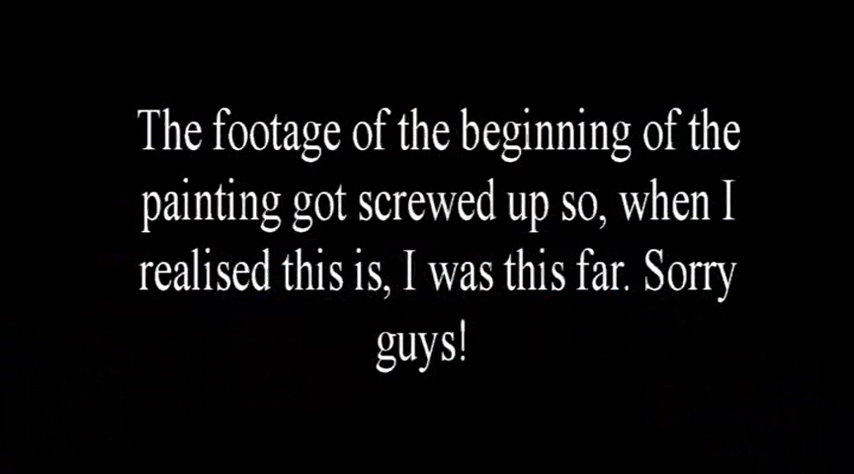 The footage of the beginning of the
painting got screwed up so, when I
realised this is, I was this far. Sorry
guys!